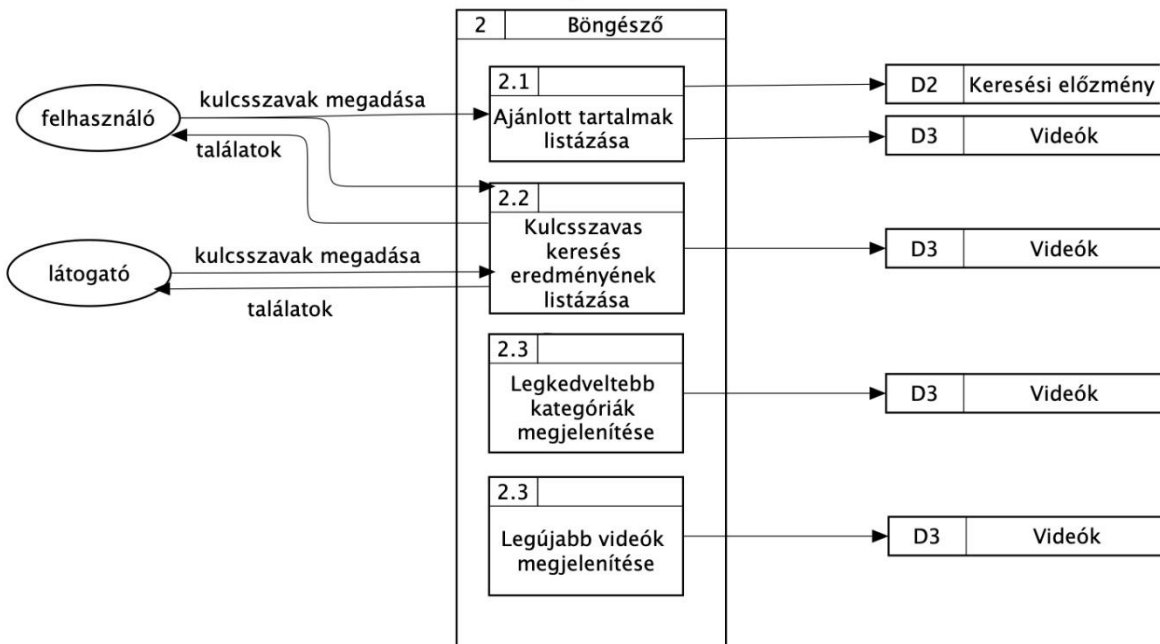 2 Böngésző
2.1
Ajánlott tartalmak
listázása
D2 Keresési előzmény
D3 Videók
felhasználó
kulcsszavak megadása
találatok
2.2
Kulcsszavas
keresés
eredményének
listázása
D3 Videók
látogató
kulcsszavak megadása
találatok
2.3
Legkedveltebb
kategóriák
megjelenítése
D3 Videók
2.3
Legújabb videók
megjelenítése
D3 Videók